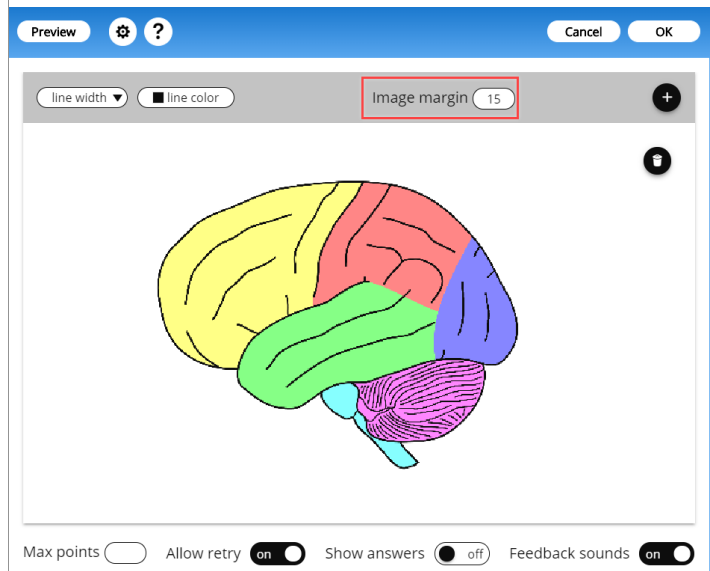 Preview ? Cancel OK
line width line color Image margin 15 +
Max points Allow retry on Show answers off Feedback sounds on